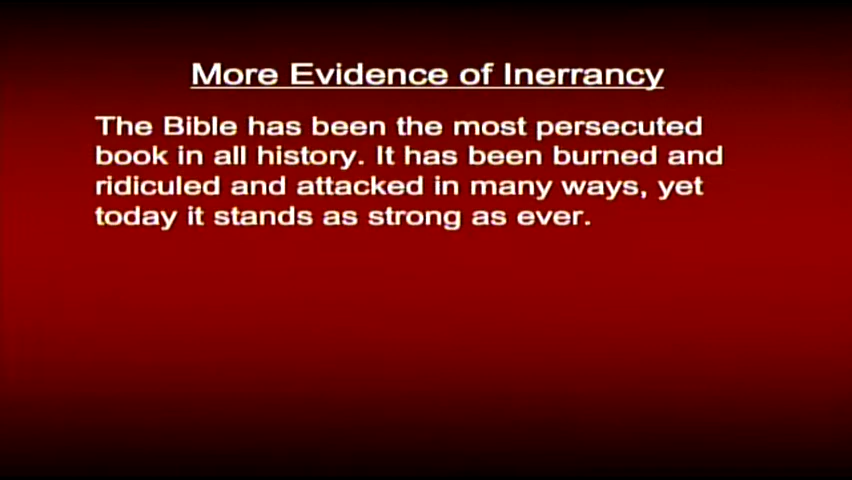 More Evidence of Inerrancy
The Bible has been the most persecuted
book in all history. It has been burned and
ridiculed and attacked in many ways, yet
today it stands as strong as ever.